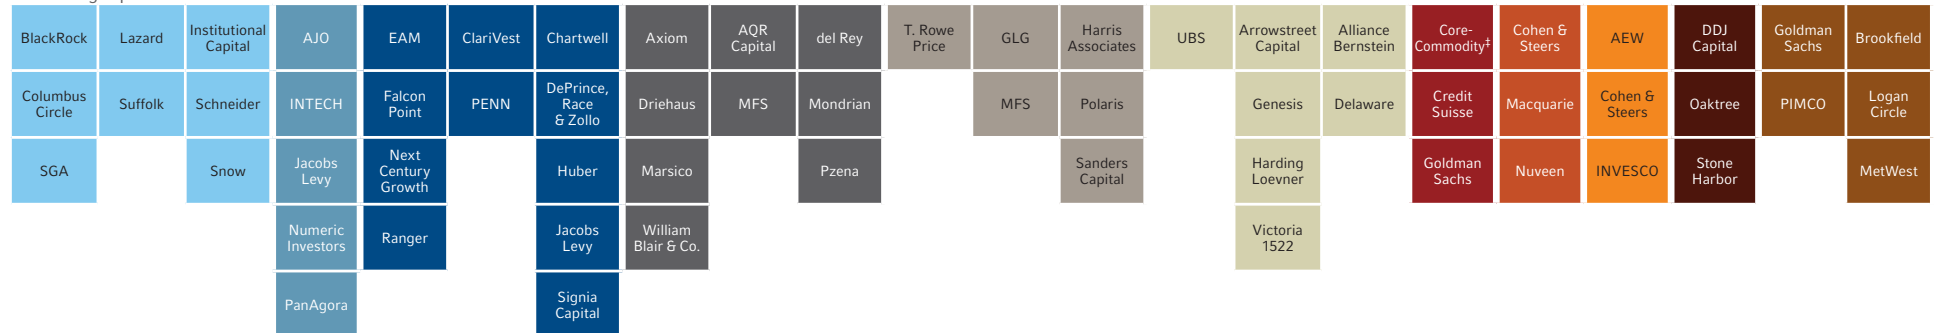 BlackRock
Lazard
Institutional
Capital
AJO
EAM
ClariVest
Chartwell
Axiom
AQR
Capital
del Rey
T. Rowe
Price
GLG
Harris
Associates
UBS
Arrowstreet
Capital
Alliance
Bernstein
Core-
Commodity‡
Cohen &
Steers
AEW
DDJ
Capital
Goldman
Sachs
Brookfield
Columbus
Circle
Suffolk
Schneider
INTECH
Falcon
Point
PENN
DePrince,
Race
& Zollo
Driehaus
MFS
Mondrian
MFS
Polaris
Genesis
Delaware
Credit
Suisse
Macquarie
Cohen &
Steers
Oaktree
PIMCO
Logan
Circle
SGA
Snow
Jacobs
Levy
Next
Century
Growth
Huber
Marsico
Pzena
Sanders
Capital
Harding
Loevner
Goldman
Sachs
Nuveen
INVESCO
Stone
Harbor
MetWest
Numeric
Investors
Ranger
Jacobs
Levy
William
Blair & Co.
Victoria
1522
PanAgora
Signia
Capital